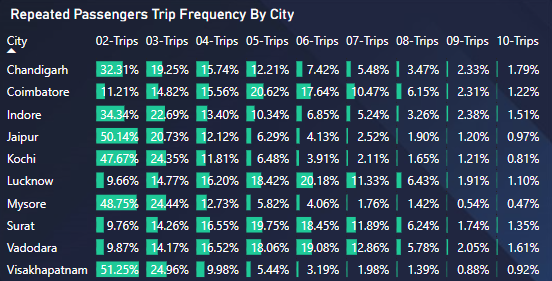 Repeated Passengers Trip Frequency By City
City 02-Trips 03-Trips 04-Trips 05-Trips 06-Trips 07-Trips 08-Trips 09-Trips 10-Trips
Chandigarh 32.31% 19.25% 15.74% 12.21% 7.42% 5.48% 3.47% 2.33% 1.79%
Coimbatore 11.21% 14.82% 15.56% 20.62% 17.64% 10.47% 6.15% 2.31% 1.22%
Indore 34.34% 22.69% 13.40% 10.34% 6.85% 5.24% 3.26% 2.38% 1.51%
Jaipur 50.14% 20.73% 12.12% 6.29% 4.13% 2.52% 1.90% 1.20% 0.97%
Kochi 47.67% 24.35% 11.81% 6.48% 3.91% 2.11% 1.65% 1.21% 0.81%
Lucknow 9.66% 14.77% 16.20% 18.42% 20.18% 11.33% 6.43% 1.91% 1.10%
Mysore 48.75% 24.44% 12.73% 5.82% 4.06% 1.76% 1.42% 0.54% 0.47%
Surat 9.76% 14.26% 16.55% 19.75% 18.45% 11.89% 6.24% 1.74% 1.35%
Vadodara 9.87% 14.17% 16.52% 18.06% 19.08% 12.86% 5.78% 2.05% 1.61%
Visakhapatnam 51.25% 24.96% 9.98% 5.44% 3.19% 1.98% 1.39% 0.88% 0.92%